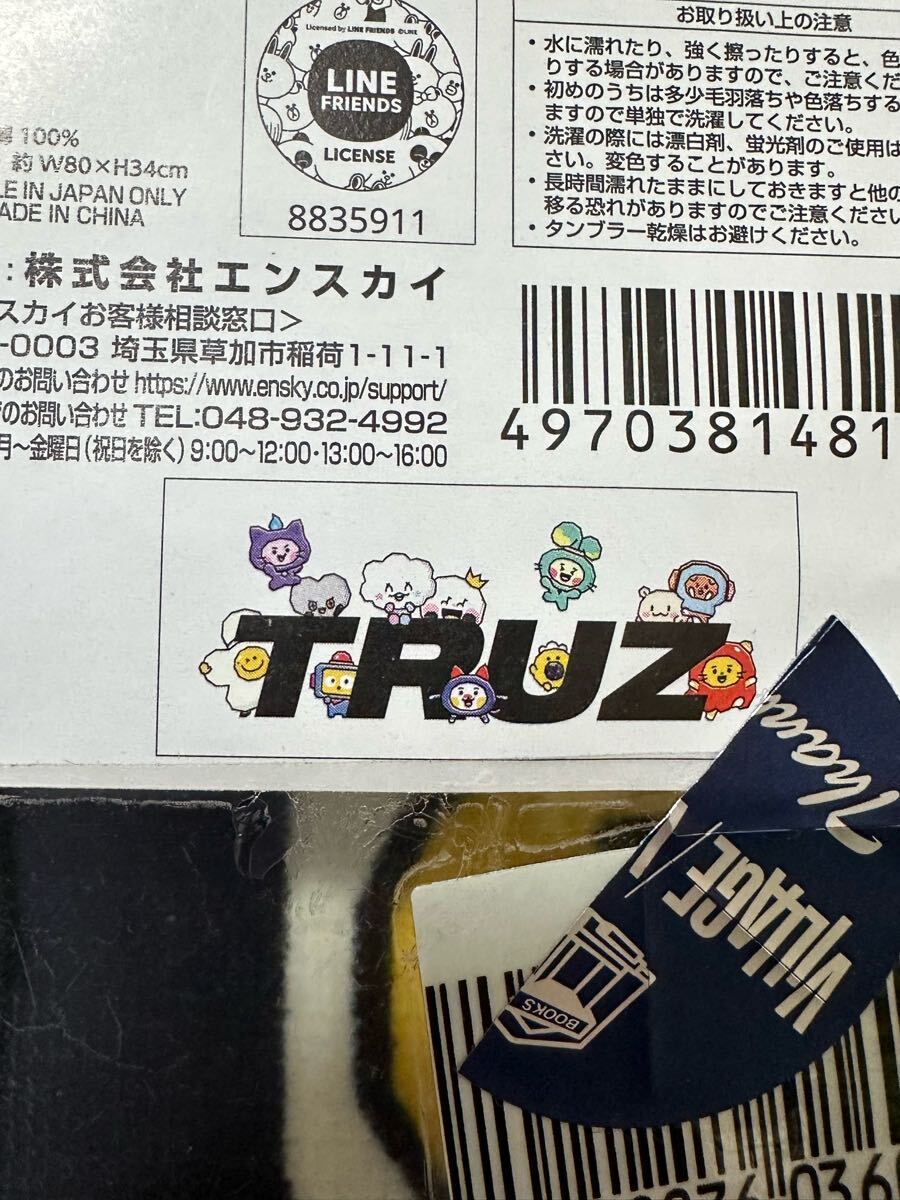 Licensed by LINE FRIENDS ©LINE
LINE
FRIENDS
LICENSE
8835911
100%
約 W80×H34cm
IN JAPAN ONLY
MADE IN CHINA
お取り扱い上の注意
・水に濡れたり、強く擦ったりすると、色
りする場合がありますので、ご注意くだ
・初めのうちは多少毛羽落ちや色落ちする
ますので単独で洗濯してください。
・洗濯の際には漂白剤、蛍光剤のご使用は
さい。変色することがあります。
・長時間濡れたままにしておきますと他の
移る恐れがありますのでご注意ください
・タンブラー乾燥はお避けください。
:株式会社エンスカイ
スカイお客様相談窓口>
-0003 埼玉県草加市稲荷1-11-1
のお問い合わせ https://www.ensky.co.jp/support/
のお問い合わせ TEL:048-932-4992
月〜金曜日(祝日を除く) 9:00〜12:00・13:00〜16:00
4970381481
TRUZ
VILLAGE/V
BOOKS